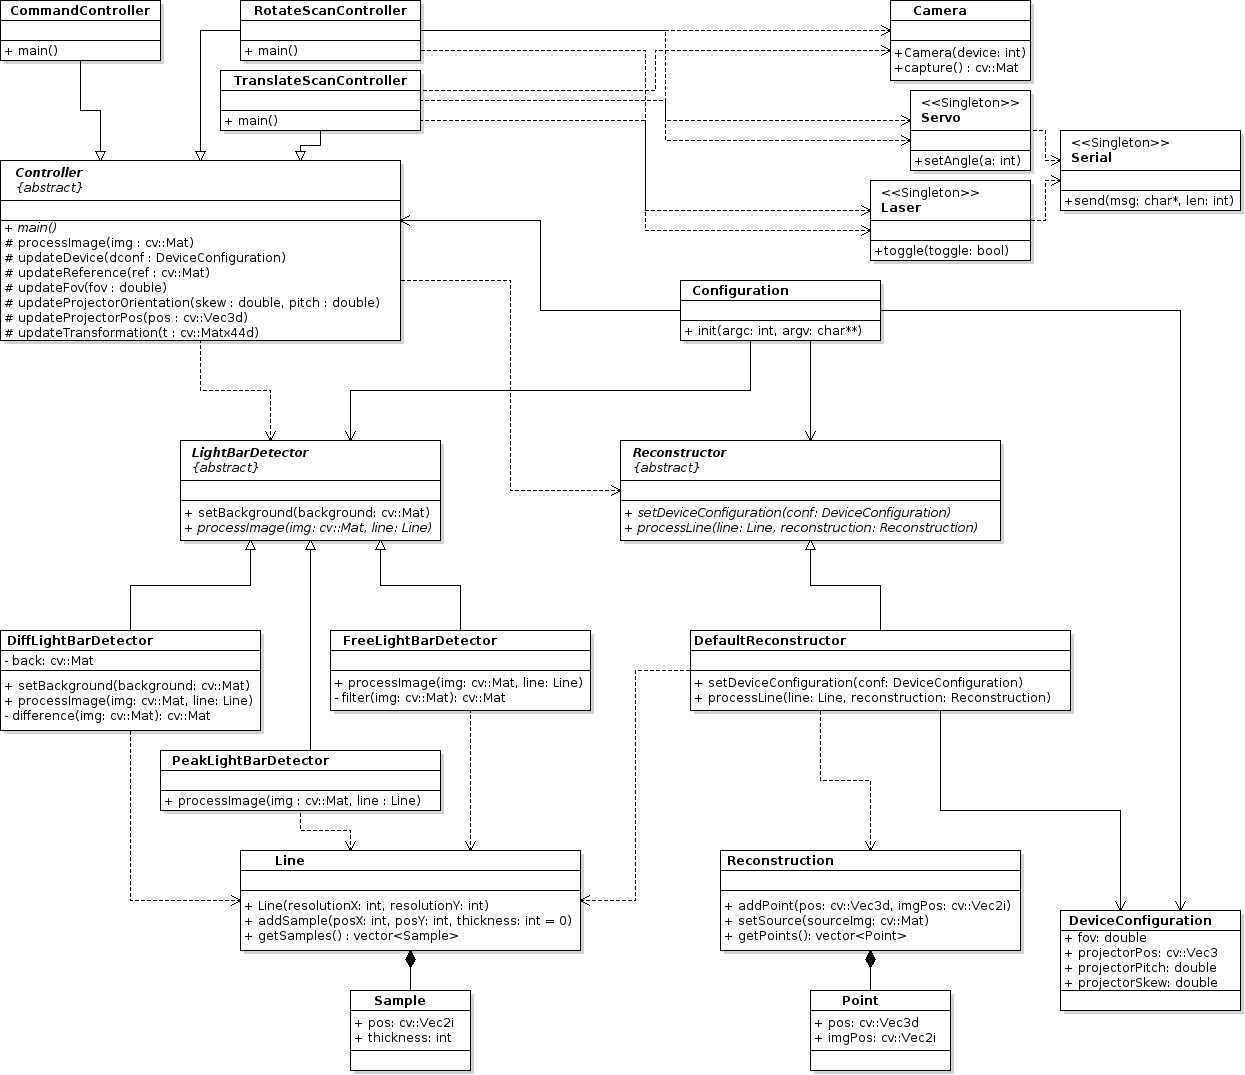 CommandController
+ main()
RotateScanController
+ main()
TranslateScanController
+ main()
Camera
+Camera(device: int)
+capture() : cv::Mat
<<Singleton>>
Servo
+setAngle(a: int)
<<Singleton>>
Serial
+send(msg: char*, len: int)
<<Singleton>>
Laser
+toggle(toggle: bool)
Controller
{abstract}
+ main()
# processImage(img : cv::Mat)
# updateDevice(dconf : DeviceConfiguration)
# updateReference(ref : cv::Mat)
# updateFov(fov : double)
# updateProjectorOrientation(skew : double, pitch : double)
# updateProjectorPos(pos : cv::Vec3d)
# updateTransformation(t : cv::Matx44d)
Configuration
+ init(argc: int, argv: char**)
LightBarDetector
{abstract}
+ setBackground(background: cv::Mat)
+ processImage(img: cv::Mat, line: Line)
Reconstructor
{abstract}
+ setDeviceConfiguration(conf: DeviceConfiguration)
+ processLine(line: Line, reconstruction: Reconstruction)
DiffLightBarDetector
- back: cv::Mat
+ setBackground(background: cv::Mat)
+ processImage(img: cv::Mat, line: Line)
- difference(img: cv::Mat): cv::Mat
FreeLightBarDetector
+ processImage(img: cv::Mat, line: Line)
- filter(img: cv::Mat): cv::Mat
DefaultReconstructor
+ setDeviceConfiguration(conf: DeviceConfiguration)
+ processLine(line: Line, reconstruction: Reconstruction)
PeakLightBarDetector
+ processImage(img : cv::Mat, line : Line)
Line
+ Line(resolutionX: int, resolutionY: int)
+ addSample(posX: int, posY: int, thickness: int = 0)
+ getSamples() : vector<Sample>
Reconstruction
+ addPoint(pos: cv::Vec3d, imgPos: cv::Vec2i)
+ setSource(sourceImg: cv::Mat)
+ getPoints(): vector<Point>
DeviceConfiguration
+ fov: double
+ projectorPos: cv::Vec3
+ projectorPitch: double
+ projectorSkew: double
Sample
+ pos: cv::Vec2i
+ thickness: int
Point
+ pos: cv::Vec3d
+ imgPos: cv::Vec2i